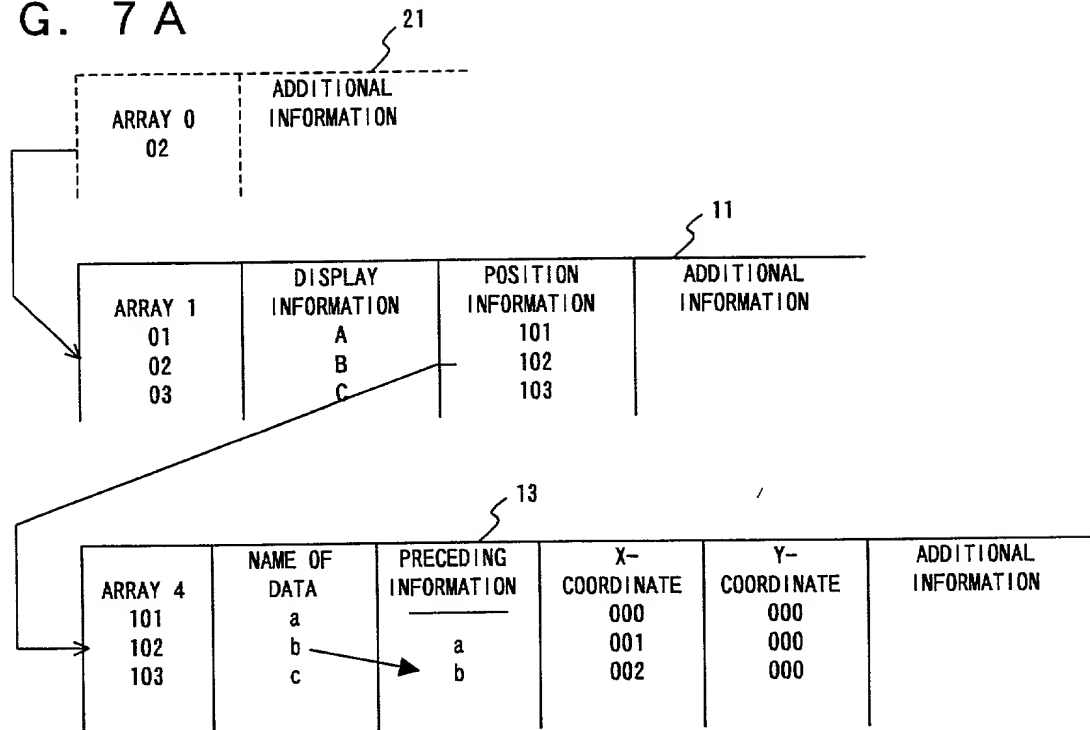 G. 7A
21
ARRAY 0 ADDITIONAL INFORMATION
02
11
ARRAY 1 DISPLAY INFORMATION POSITION INFORMATION ADDITIONAL INFORMATION
01 A 101
02 B 102
03 C 103
13
ARRAY 4 NAME OF DATA PRECEDING INFORMATION X-COORDINATE Y-COORDINATE ADDITIONAL INFORMATION
101 a 000 000
102 b a 001 000
103 c b 002 000